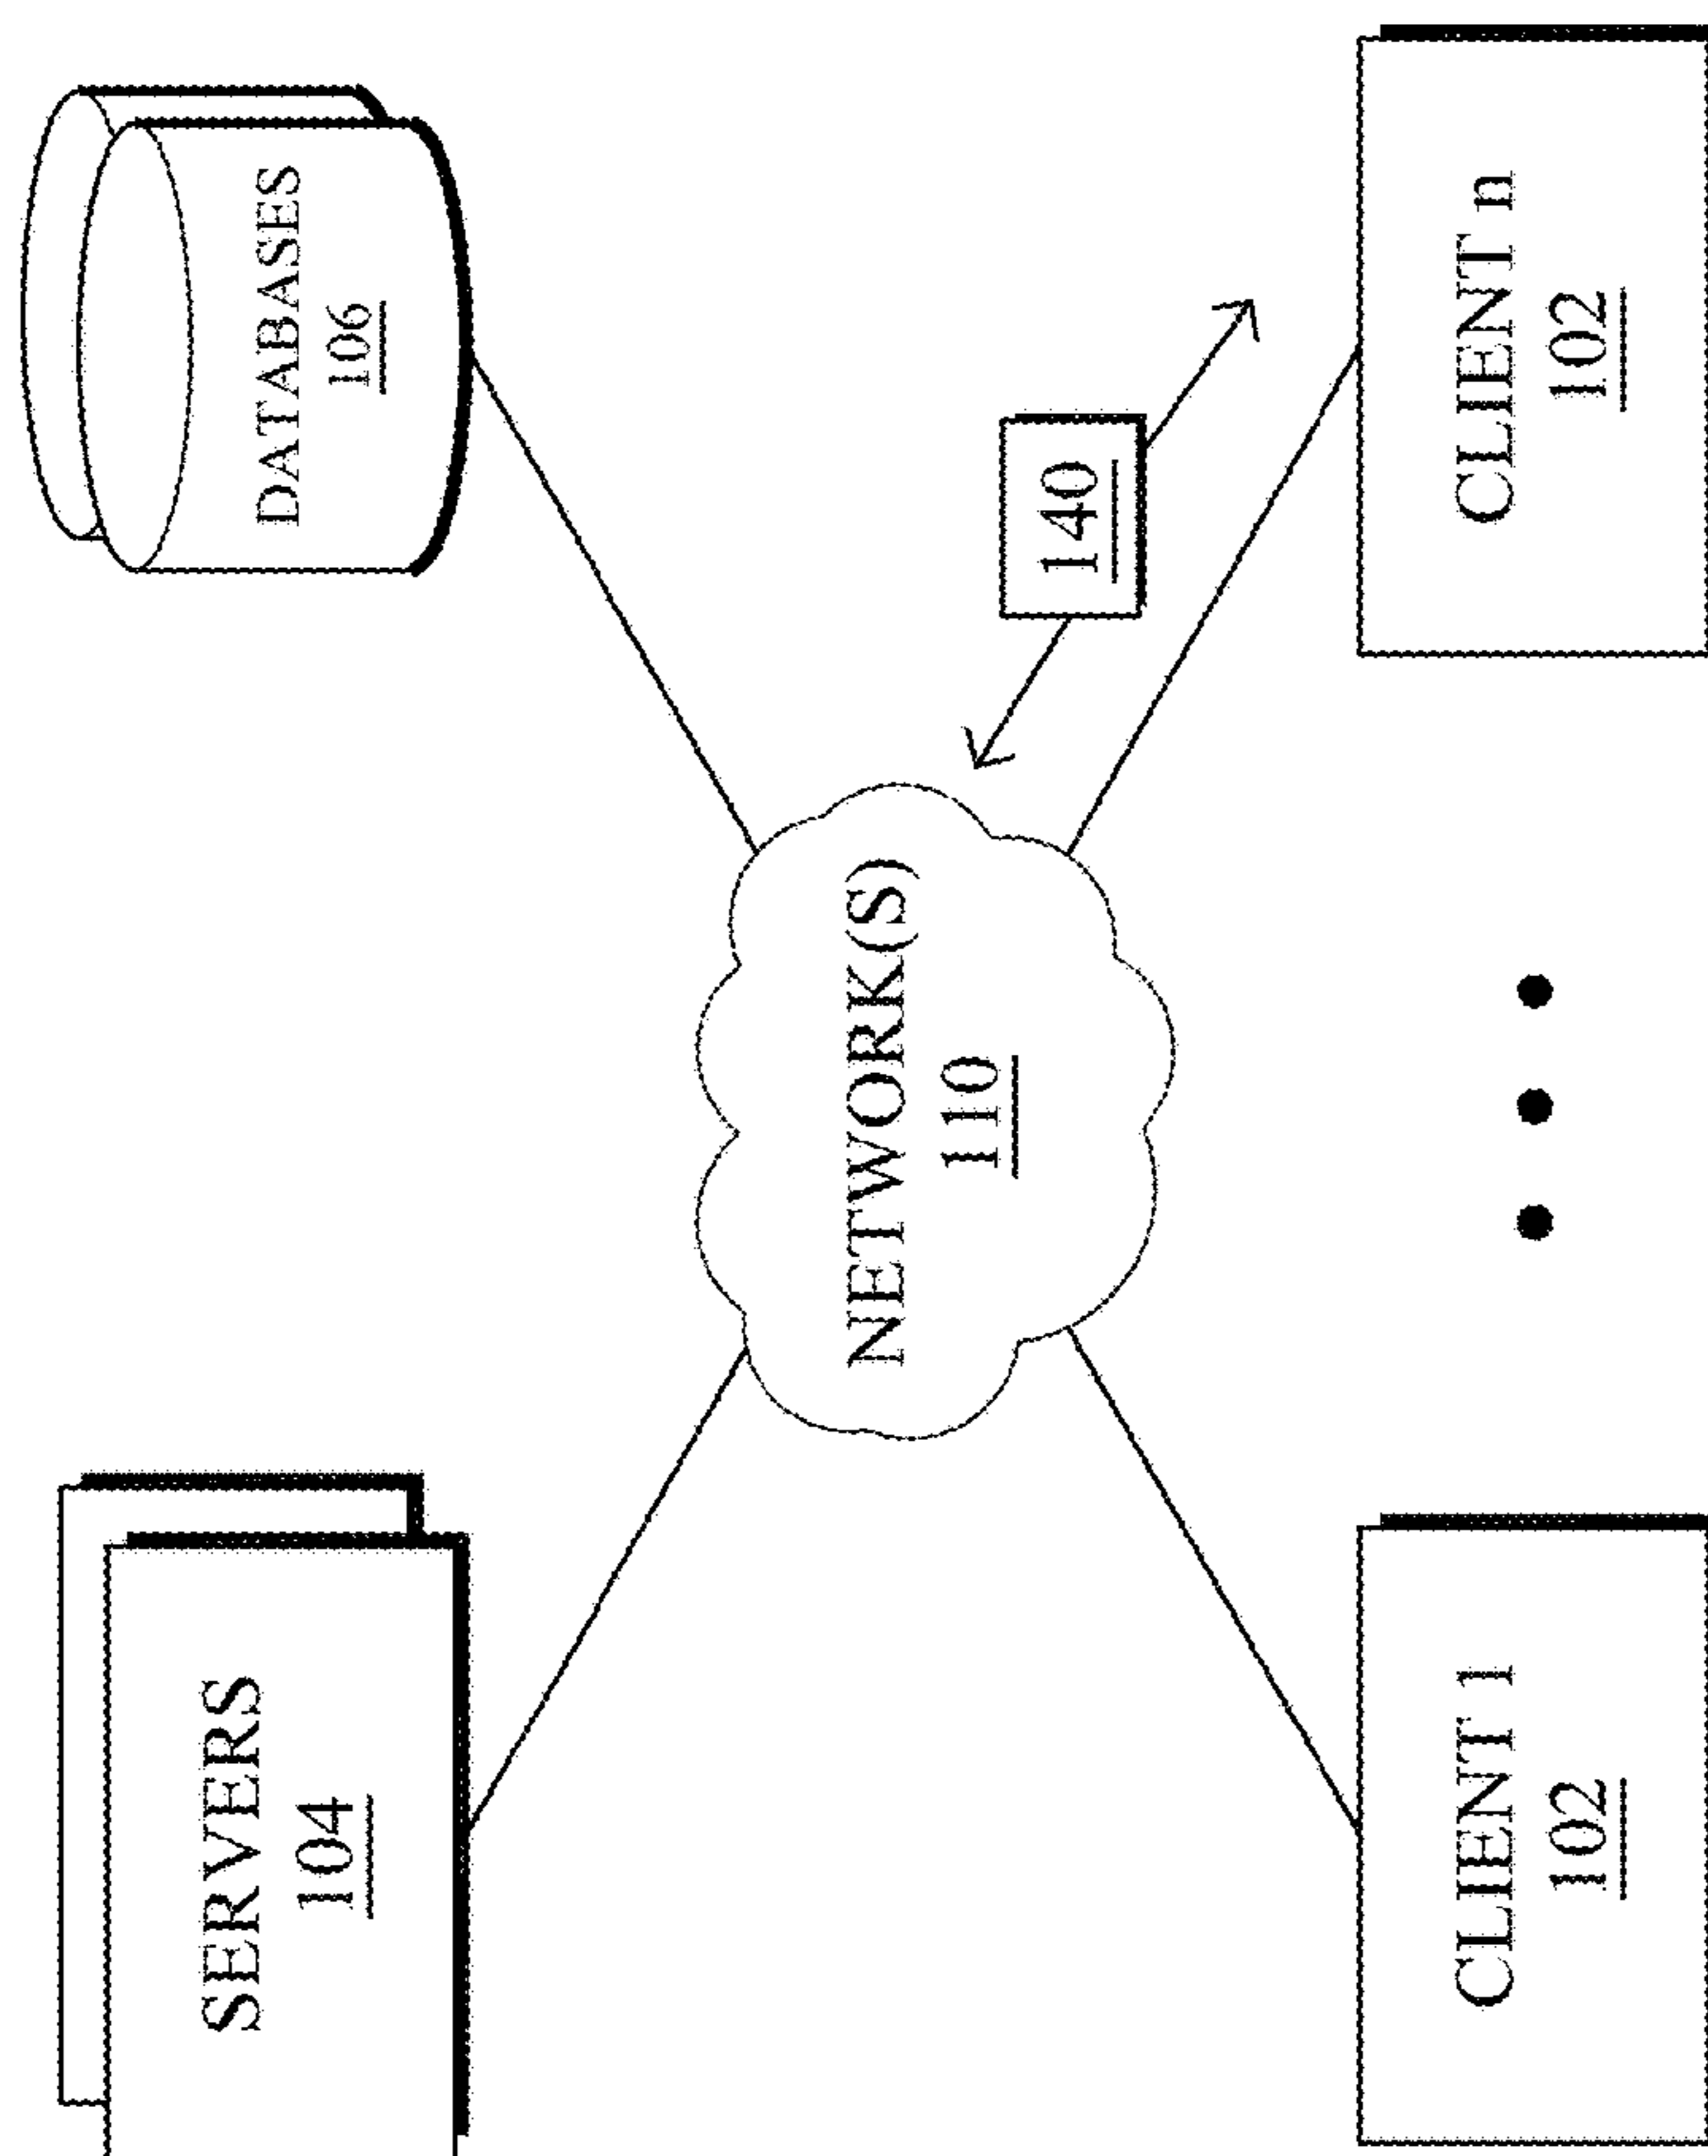 SERVERS
104
DATABASES
106
NETWORK(S)
110
140
CLIENT 1
102
CLIENT n
102